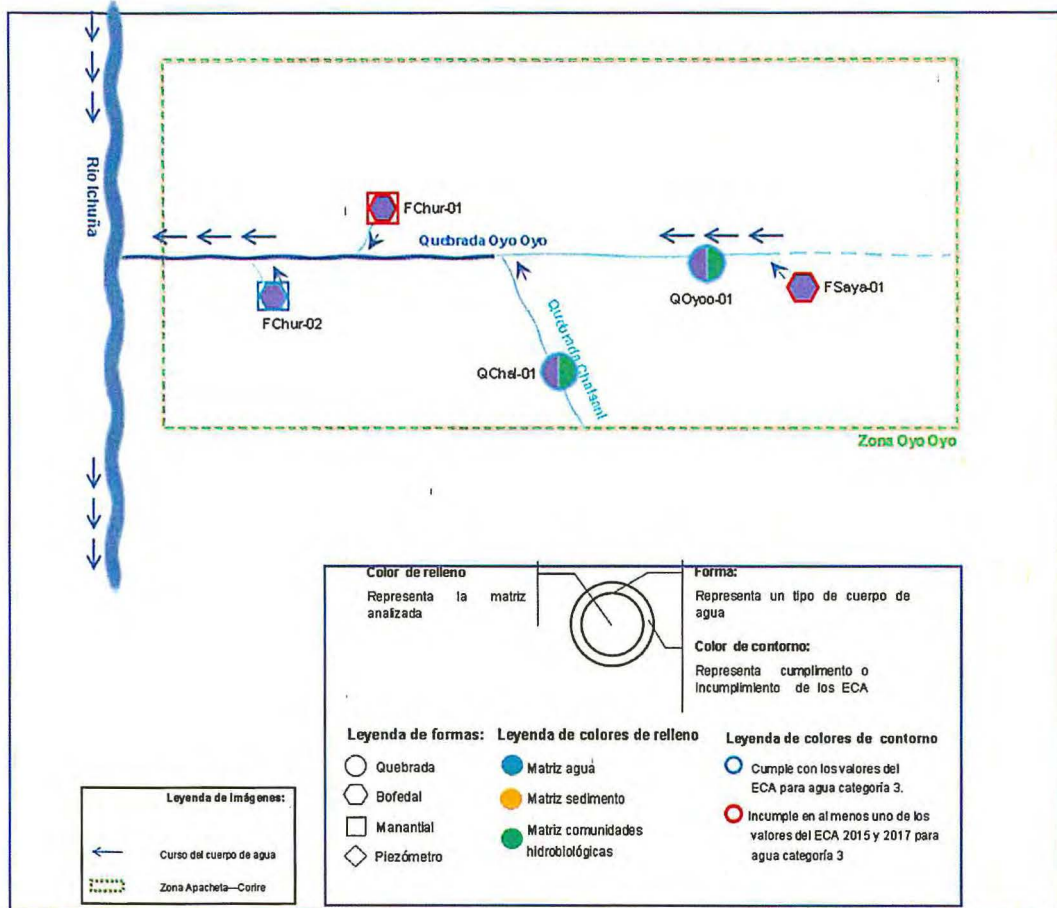 Río Ichuña
FChur-01
Quebrada Oyo Oyo
QOyoo-01
FSaya-01
FChur-02
QChal-01
Quebrada
Zona Oyo Oyo
Color de relleno
Representa la matriz
analizada
Forma:
Representa un tipo de cuerpo de
agua
Color de contorno:
Representa cumplimento o
Incumplimiento de los ECA
Leyenda de formas:
Quebrada
Bofedal
Manantial
Piezómetro
Leyenda de colores de relleno
Matriz agua
Matriz sedimento
Matriz comunidades
hidrobiológicas
Leyenda de colores de contorno
Cumple con los valores del
ECA para agua categoría 3.
Incumple en al menos uno de los
valores del ECA 2015 y 2017 para
agua categoría 3
Leyenda de Imágenes:
Curso del cuerpo de agua
Zona Apacheta—Corire